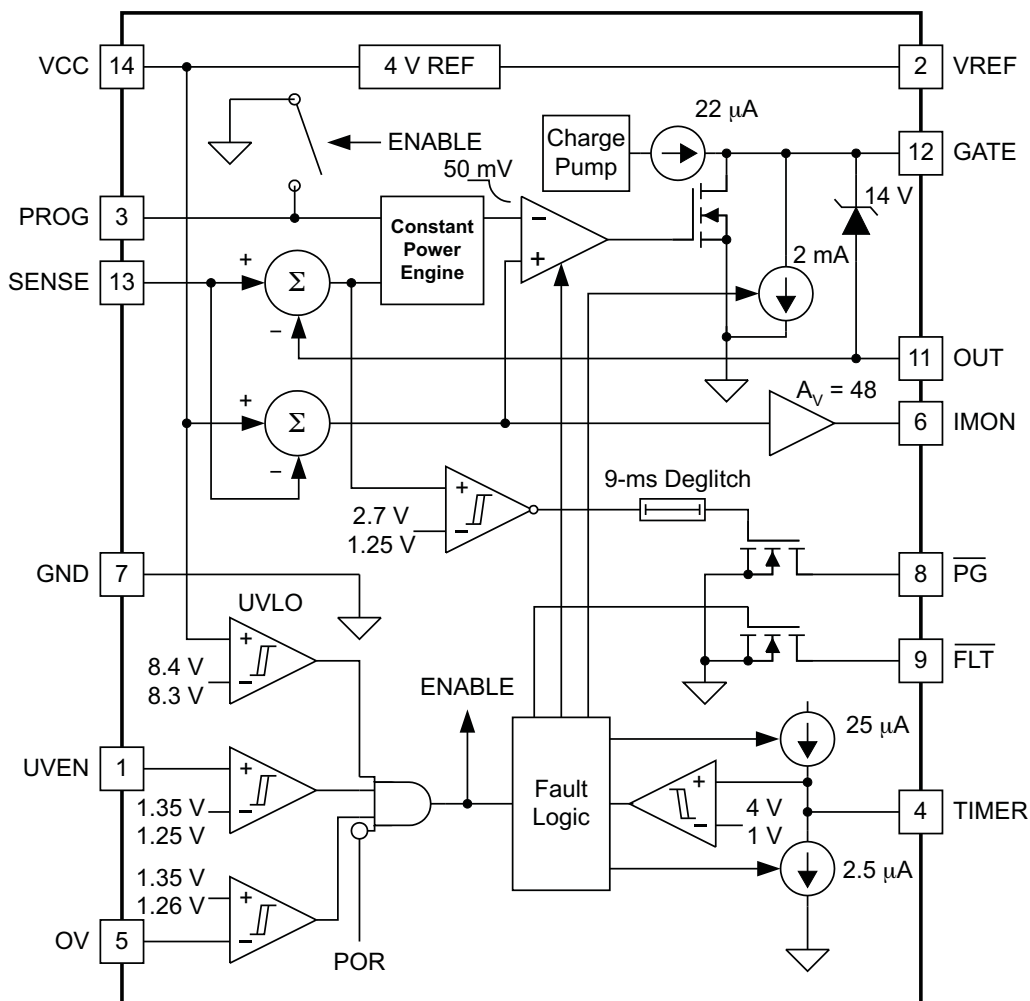 VCC 14 4 V REF 2 VREF
22 μA
ENABLE
Charge
Pump
12 GATE
50 mV
14 V
PROG 3
Constant
Power
Engine
−
+
2 mA
SENSE 13
+ Σ −
11 OUT
A_V = 48
+ Σ −
6 IMON
9-ms Deglitch
+
−
2.7 V
1.25 V
GND 7
8 P̅G̅
UVLO
+
−
8.4 V
8.3 V
9 F̅L̅T̅
ENABLE
25 μA
UVEN 1
+
−
1.35 V
1.25 V
Fault
Logic
+
−
4 V
1 V
4 TIMER
1.35 V
1.26 V
+
−
2.5 μA
OV 5
POR